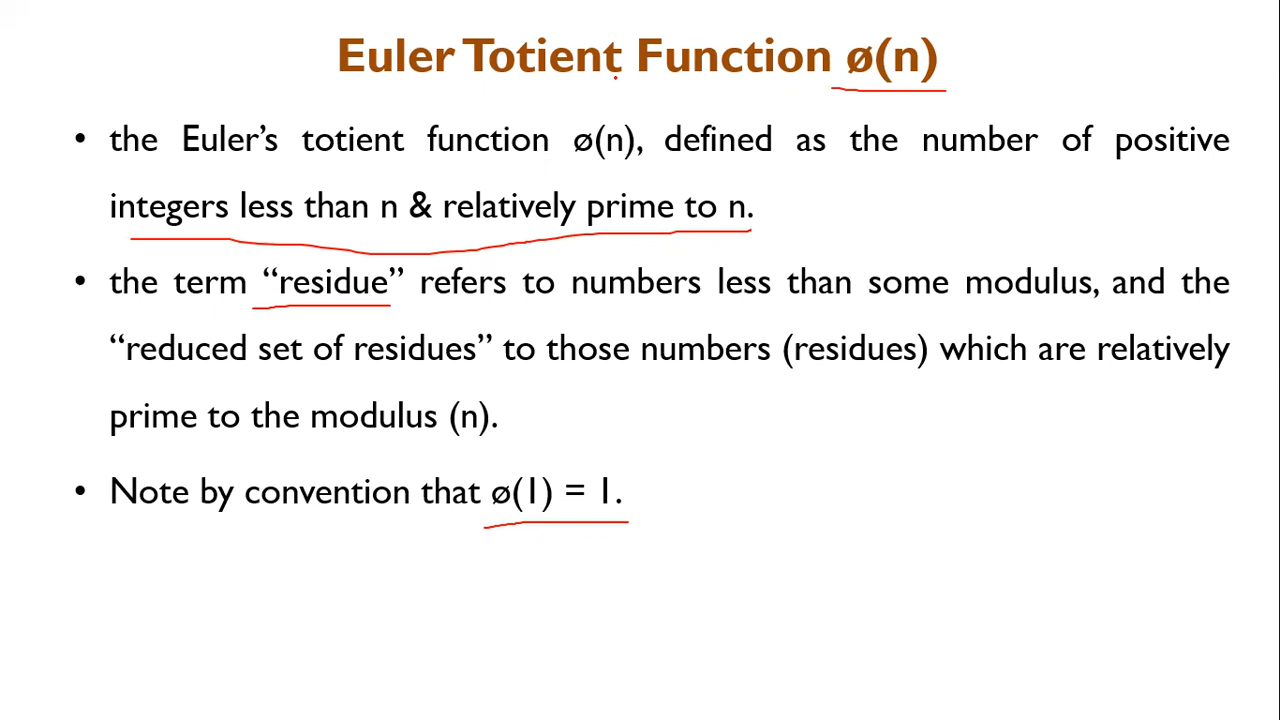 Euler Totient Function ø(n)
• the Euler’s totient function ø(n), defined as the number of positive
integers less than n & relatively prime to n.
• the term “residue” refers to numbers less than some modulus, and the
“reduced set of residues” to those numbers (residues) which are relatively
prime to the modulus (n).
• Note by convention that ø(1) = 1.